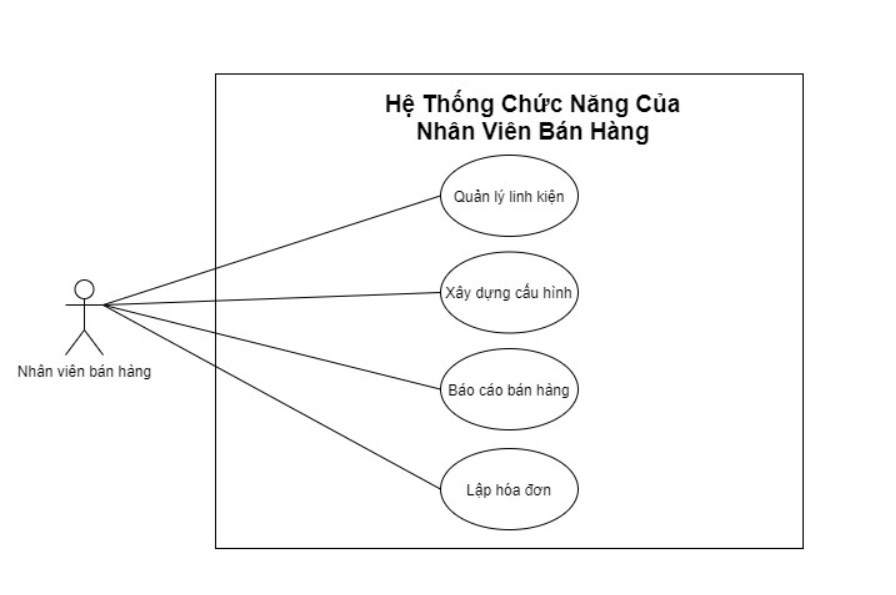 Hệ Thống Chức Năng Của
Nhân Viên Bán Hàng
Quản lý linh kiện
Xây dựng cấu hình
Nhân viên bán hàng
Báo cáo bán hàng
Lập hóa đơn